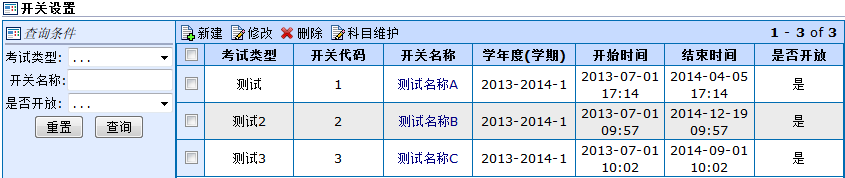 开关设置
查询条件
考试类型: ...
开关名称:
是否开放: ...
重置 查询
新建 修改 删除 科目维护 1 - 3 of 3
考试类型 开关代码 开关名称 学年度(学期) 开始时间 结束时间 是否开放
测试 1 测试名称A 2013-2014-1 2013-07-01 17:14 2014-04-05 17:14 是
测试2 2 测试名称B 2013-2014-1 2013-07-01 09:57 2014-12-19 09:57 是
测试3 3 测试名称C 2013-2014-1 2013-07-01 10:02 2014-09-01 10:02 是